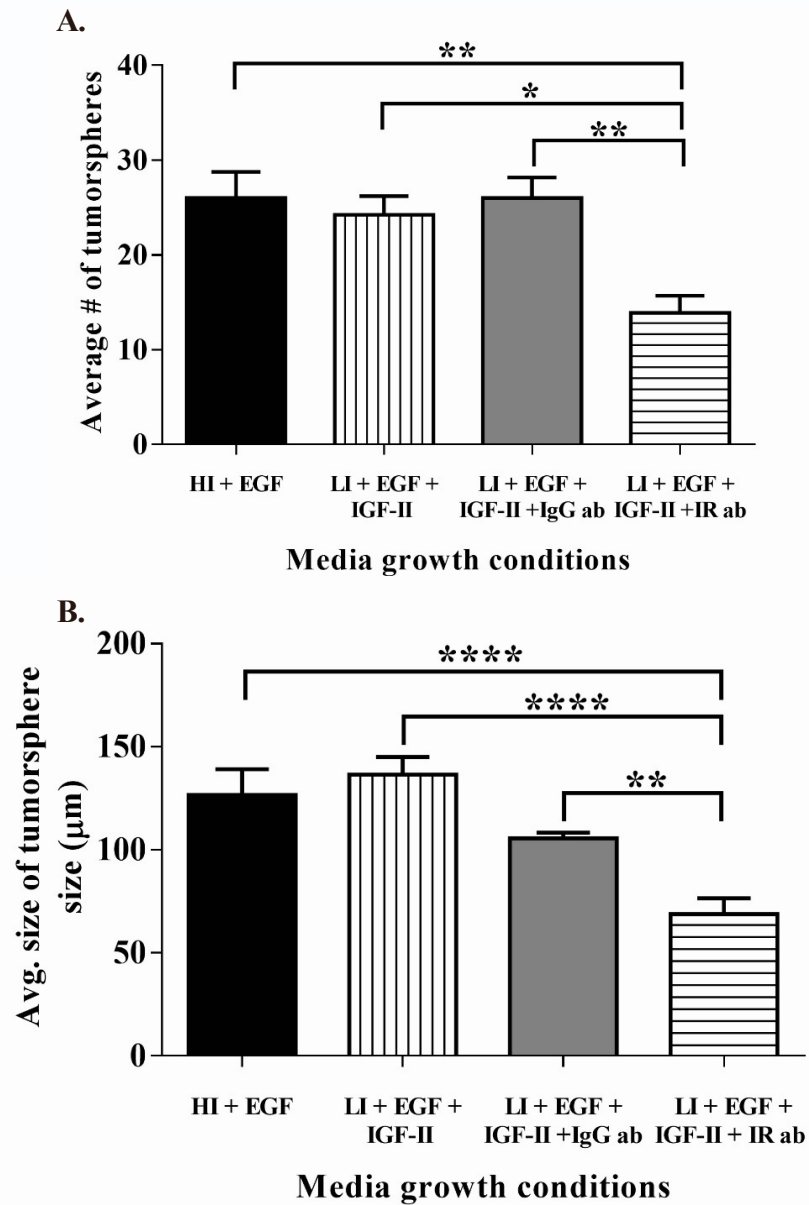 A.
Average # of tumorspheres
40
30
20
10
0
**
*
**
HI + EGF
LI + EGF +
IGF-II
LI + EGF +
IGF-II +IgG ab
LI + EGF +
IGF-II +IR ab
Media growth conditions
B.
Avg. size of tumorsphere
size (μm)
200
150
100
50
0
****
****
**
HI + EGF
LI + EGF +
IGF-II
LI + EGF +
IGF-II +IgG ab
LI + EGF +
IGF-II + IR ab
Media growth conditions